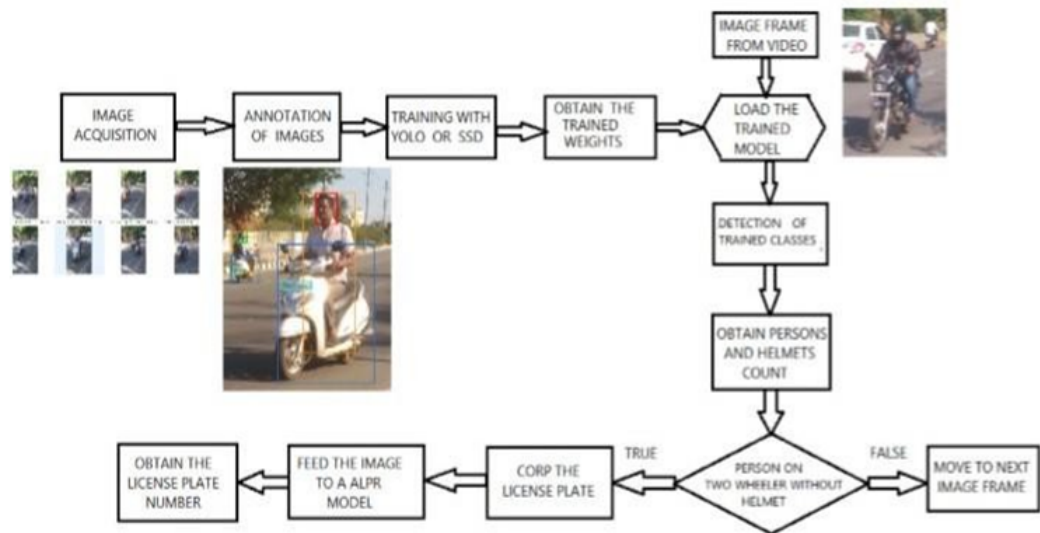 IMAGE FRAME
FROM VIDEO
IMAGE
ACQUISITION
ANNOTATION
OF IMAGES
TRAINING WITH
YOLO OR SSD
OBTAIN THE
TRAINED
WEIGHTS
LOAD THE
TRAINED
MODEL
DETECTION OF
TRAINED CLASSES
OBTAIN PERSONS
AND HELMETS
COUNT
PERSON ON
TWO WHEELER WITHOUT
HELMET
TRUE
FALSE
MOVE TO NEXT
IMAGE FRAME
CORP THE
LICENSE PLATE
FEED THE IMAGE
TO A ALPR
MODEL
OBTAIN THE
LICENSE PLATE
NUMBER